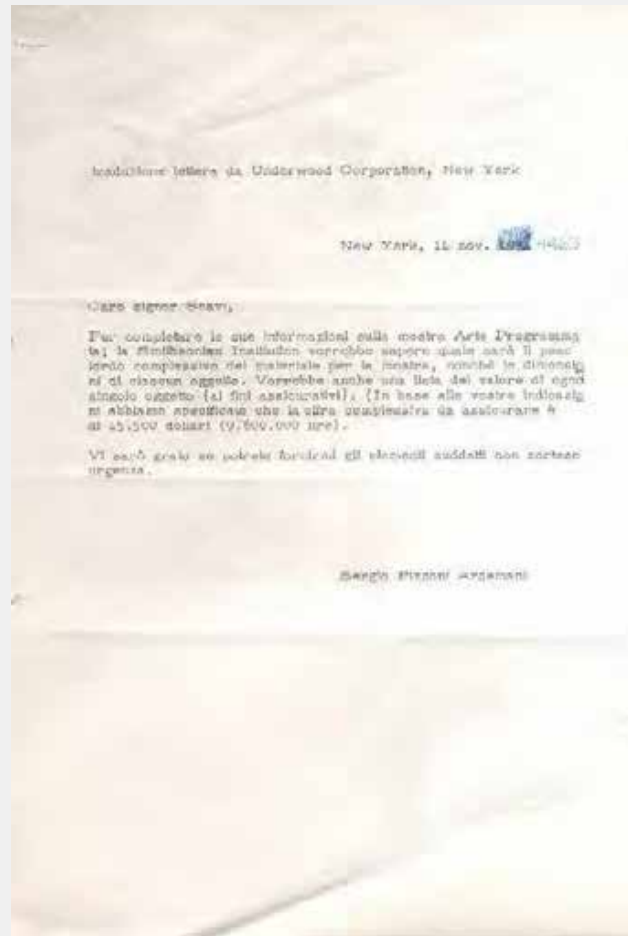 traduzione lettera da Underwood Corporation, New York
New York, 11 nov.
Caro signor Soavi,
Per completare le sue informazioni sulla mostra Arte Programma
ta; la Smithsonian Institution vorrebbe sapere quale sarà il peso
lordo complessivo del materiale per la mostra, nonché le dimensio
ni di ciascun oggetto. Vorrebbe anche una lista del valore di ogni
singolo oggetto (ai fini assicurativi). (In base alle vostre indicazio
ni abbiamo specificato che la cifra complessiva da assicurare è
di 15.500 dollari (9.600.000 lire).
Vi sarò grato se potrete fornirci gli elementi suddetti con cortese
urgenza.
Sergio Pizzoni Ardemani